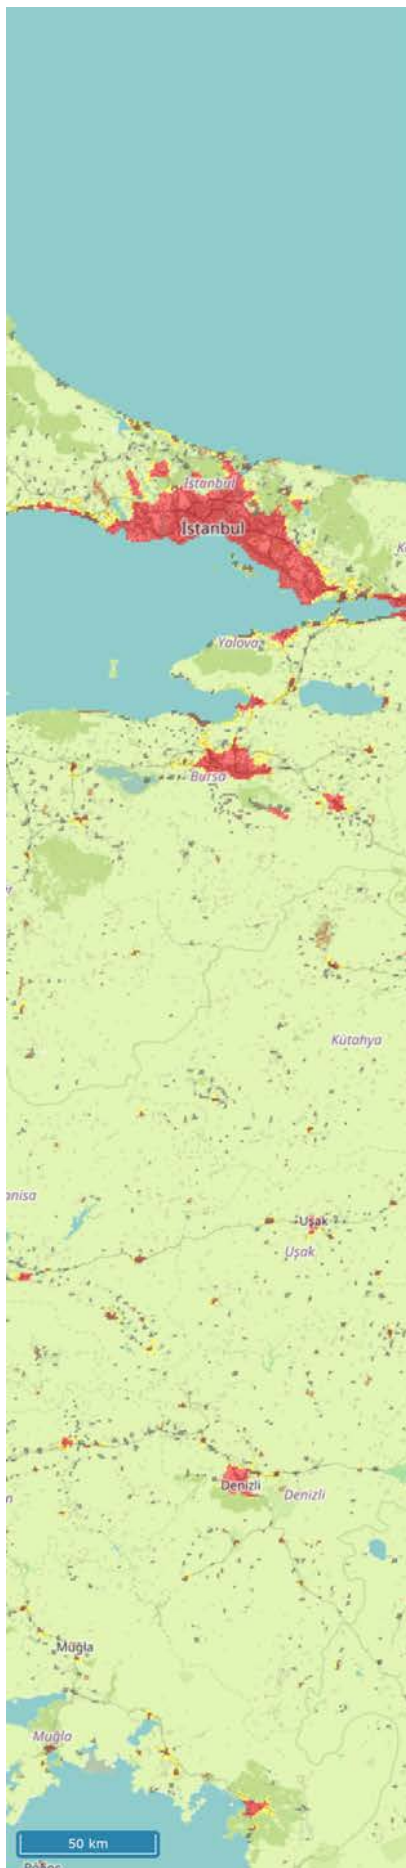 İstanbul
İstanbul
Yalova
Bursa
Kütahya
anisa
Uşak
Uşak
Denizli
Denizli
Muğla
Muğla
50 km